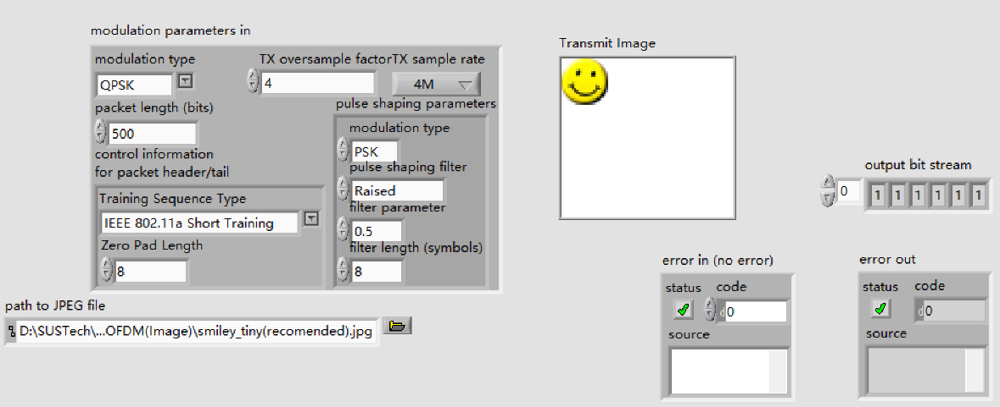 modulation parameters in
modulation type
TX oversample factor
TX sample rate
QPSK
4
4M
packet length (bits)
500
pulse shaping parameters
modulation type
PSK
pulse shaping filter
Raised
filter parameter
0.5
filter length (symbols)
8
control information
for packet header/tail
Training Sequence Type
IEEE 802.11a Short Training
Zero Pad Length
8
path to JPEG file
D:\SUSTech\...OFDM(Image)\smiley_tiny(recomended).jpg
Transmit Image
output bit stream
0
1 1 1 1 1 1
error in (no error)
status
code
d0
source
error out
status
code
d0
source